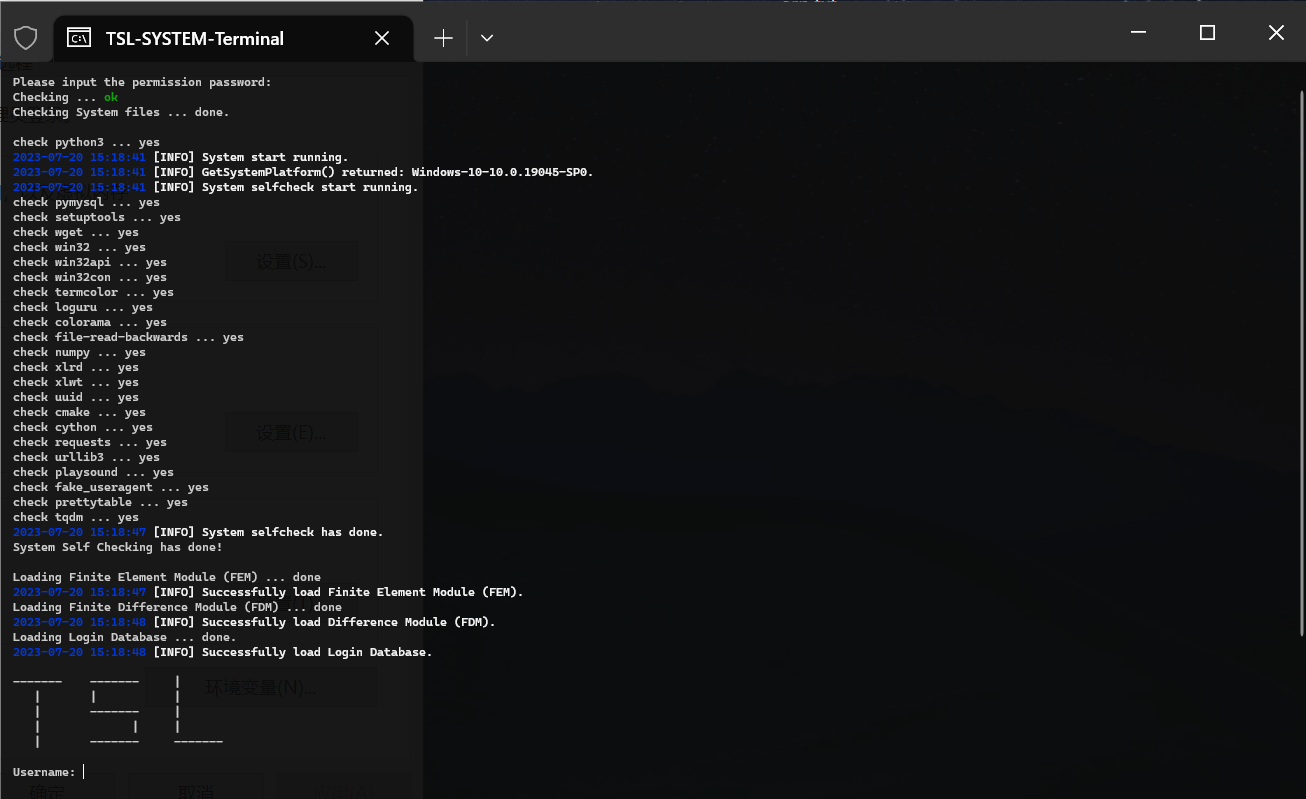 TSL-SYSTEM-Terminal
Please input the permission password:
Checking ... ok
Checking System files ... done.
check python3 ... yes
2023-07-20 15:18:41 [INFO] System start running.
2023-07-20 15:18:41 [INFO] GetSystemPlatform() returned: Windows-10-10.0.19045-SP0.
2023-07-20 15:18:41 [INFO] System selfcheck start running.
check pymysql ... yes
check setuptools ... yes
check wget ... yes
check win32 ... yes
check win32api ... yes
check win32con ... yes
check termcolor ... yes
check loguru ... yes
check colorama ... yes
check file-read-backwards ... yes
check numpy ... yes
check xlrd ... yes
check xlwt ... yes
check uuid ... yes
check cmake ... yes
check cython ... yes
check requests ... yes
check urllib3 ... yes
check playsound ... yes
check fake_useragent ... yes
check prettytable ... yes
check tqdm ... yes
2023-07-20 15:18:47 [INFO] System selfcheck has done.
System Self Checking has done!
Loading Finite Element Module (FEM) ... done
2023-07-20 15:18:47 [INFO] Successfully load Finite Element Module (FEM).
Loading Finite Difference Module (FDM) ... done
2023-07-20 15:18:48 [INFO] Successfully load Difference Module (FDM).
Loading Login Database ... done.
2023-07-20 15:18:48 [INFO] Successfully load Login Database.
TSL
Username:
设置(S)...
设置(E)...
环境变量(N)...
确定
取消